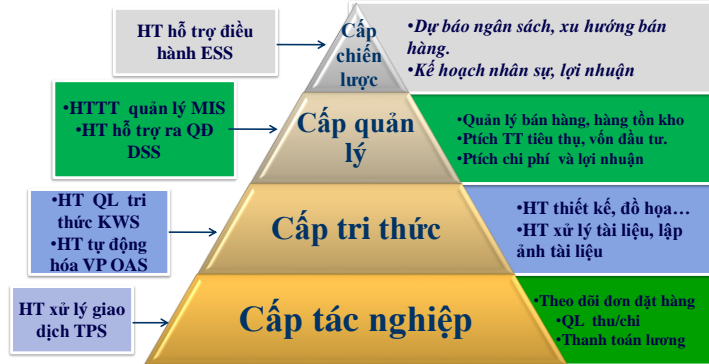 HT hỗ trợ điều
hành ESS
Cấp
chiến
lược
•Dự báo ngân sách, xu hướng bán
hàng.
•Kế hoạch nhân sự, lợi nhuận
•HTTT quản lý MIS
•HT hỗ trợ ra QĐ
DSS
Cấp quản
lý
•Quản lý bán hàng, hàng tồn kho
•Ptích TT tiêu thụ, vốn đầu tư.
•Ptích chi phí và lợi nhuận
•HT QL tri
thức KWS
•HT tự động
hóa VP OAS
Cấp tri thức
•HT thiết kế, đồ họa…
•HT xử lý tài liệu, lập
ảnh tài liệu
HT xử lý giao
dịch TPS
Cấp tác nghiệp
•Theo dõi đơn đặt hàng
•QL thu/chi
•Thanh toán lương